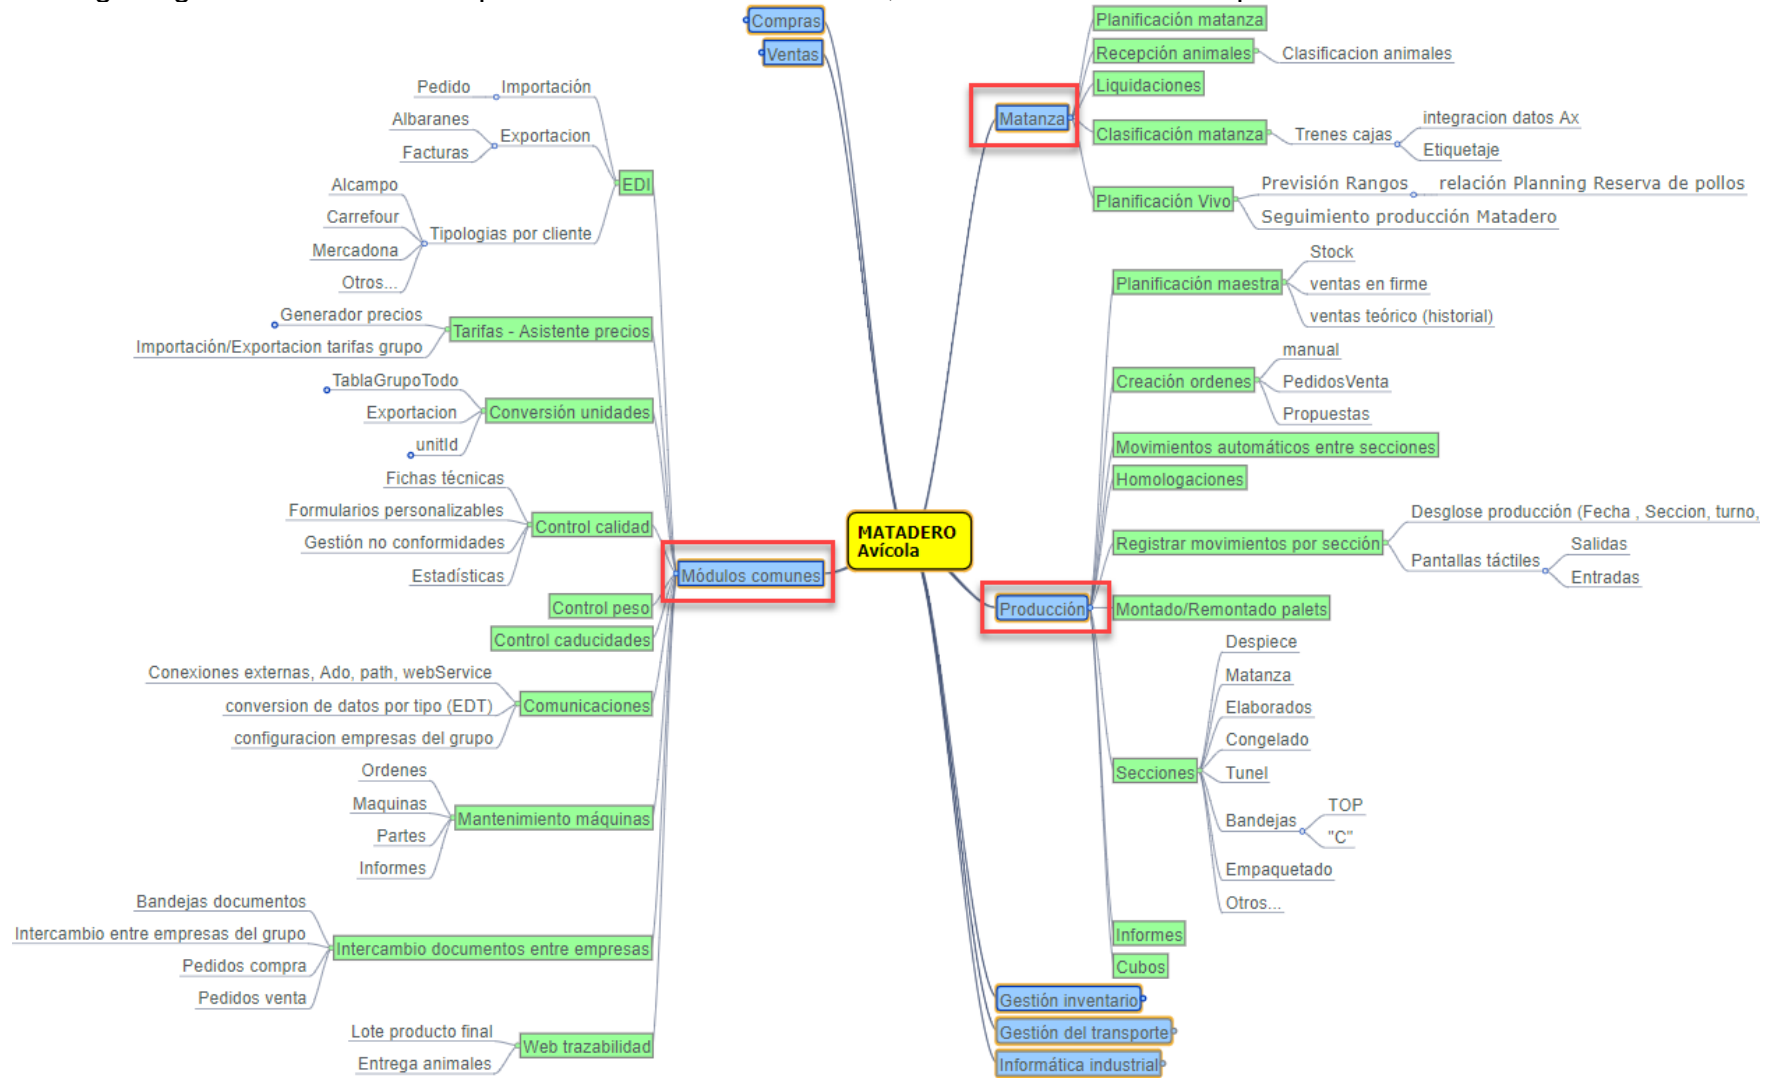 Compras
Ventas
Pedido
Importación
Albaranes
Facturas
Exportacion
EDI
Alcampo
Carrefour
Mercadona
Otros...
Tipologias por cliente
Generador precios
Importación/Exportacion tarifas grupo
Tarifas - Asistente precios
TablaGrupoTodo
Exportacion
unitId
Conversión unidades
Fichas técnicas
Formularios personalizables
Gestión no conformidades
Estadísticas
Control calidad
Módulos comunes
Control peso
Control caducidades
Conexiones externas, Ado, path, webService
conversion de datos por tipo (EDT)
configuracion empresas del grupo
Comunicaciones
Ordenes
Maquinas
Partes
Informes
Mantenimiento máquinas
Bandejas documentos
Intercambio entre empresas del grupo
Pedidos compra
Pedidos venta
Intercambio documentos entre empresas
Lote producto final
Entrega animales
Web trazabilidad
MATADERO
Avícola
Matanza
Planificación matanza
Recepción animales
Clasificacion animales
Liquidaciones
Clasificación matanza
Trenes cajas
integracion datos Ax
Etiquetaje
Planificación Vivo
Previsión Rangos
relación Planning Reserva de pollos
Seguimiento producción Matadero
Producción
Planificación maestra
Stock
ventas en firme
ventas teórico (historial)
Creación ordenes
manual
PedidosVenta
Propuestas
Movimientos automáticos entre secciones
Homologaciones
Registrar movimientos por sección
Desglose producción (Fecha , Seccion, turno,
Pantallas táctiles
Salidas
Entradas
Montado/Remontado palets
Secciones
Despiece
Matanza
Elaborados
Congelado
Tunel
Bandejas
TOP
"C"
Empaquetado
Otros...
Informes
Cubos
Gestión inventario
Gestión del transporte
Informática industrial